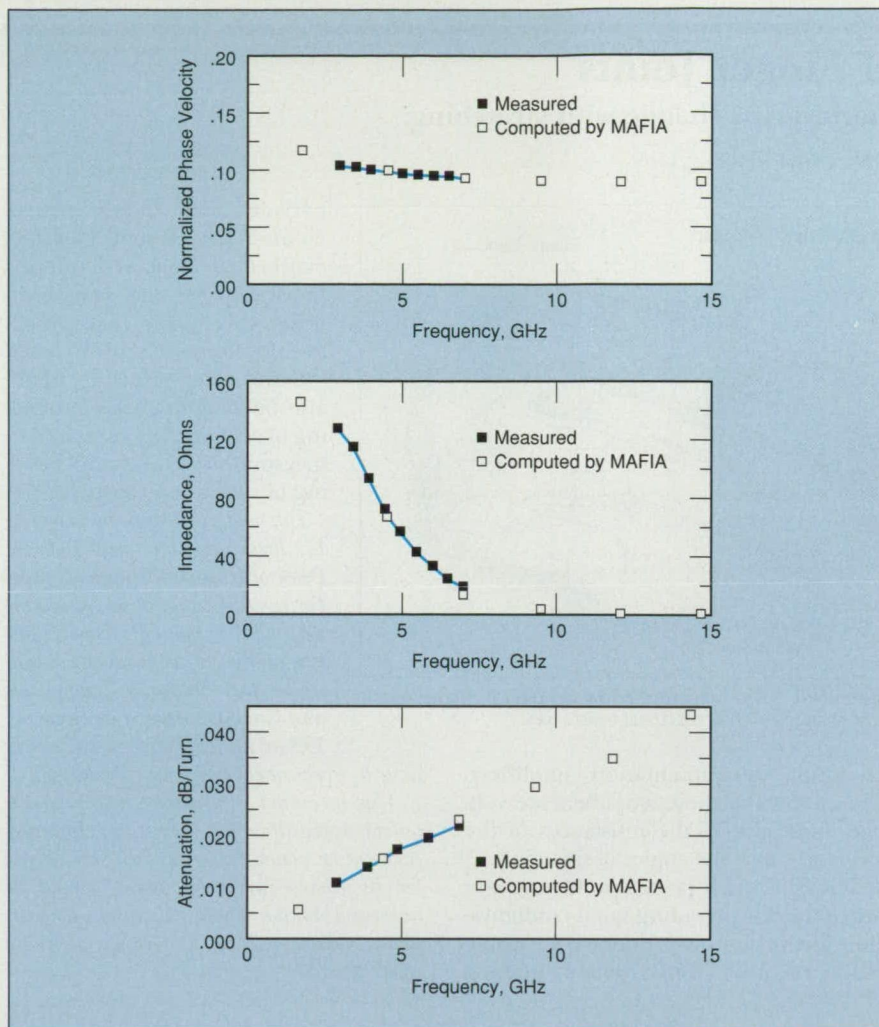 .20
.15
.10
.05
.00
Normalized Phase Velocity
■ Measured
□ Computed by MAFIA
0 5 10 15
Frequency, GHz
160
120
80
40
0
Impedance, Ohms
■ Measured
□ Computed by MAFIA
0 5 10 15
Frequency, GHz
.040
.030
.020
.010
.000
Attenuation, dB/Turn
■ Measured
□ Computed by MAFIA
0 5 10 15
Frequency, GHz